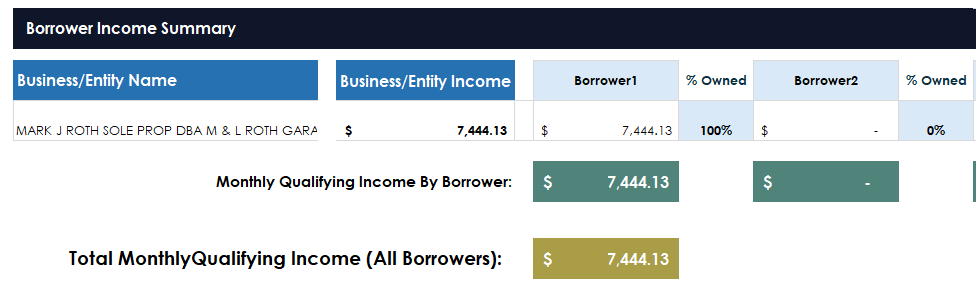 Borrower Income Summary
Business/Entity Name Business/Entity Income Borrower1 % Owned Borrower2 % Owned
MARK J ROTH SOLE PROP DBA M & L ROTH GARA $ 7,444.13 $ 7,444.13 100% $ - 0%
Monthly Qualifying Income By Borrower: $ 7,444.13 $ -
Total MonthlyQualifying Income (All Borrowers): $ 7,444.13